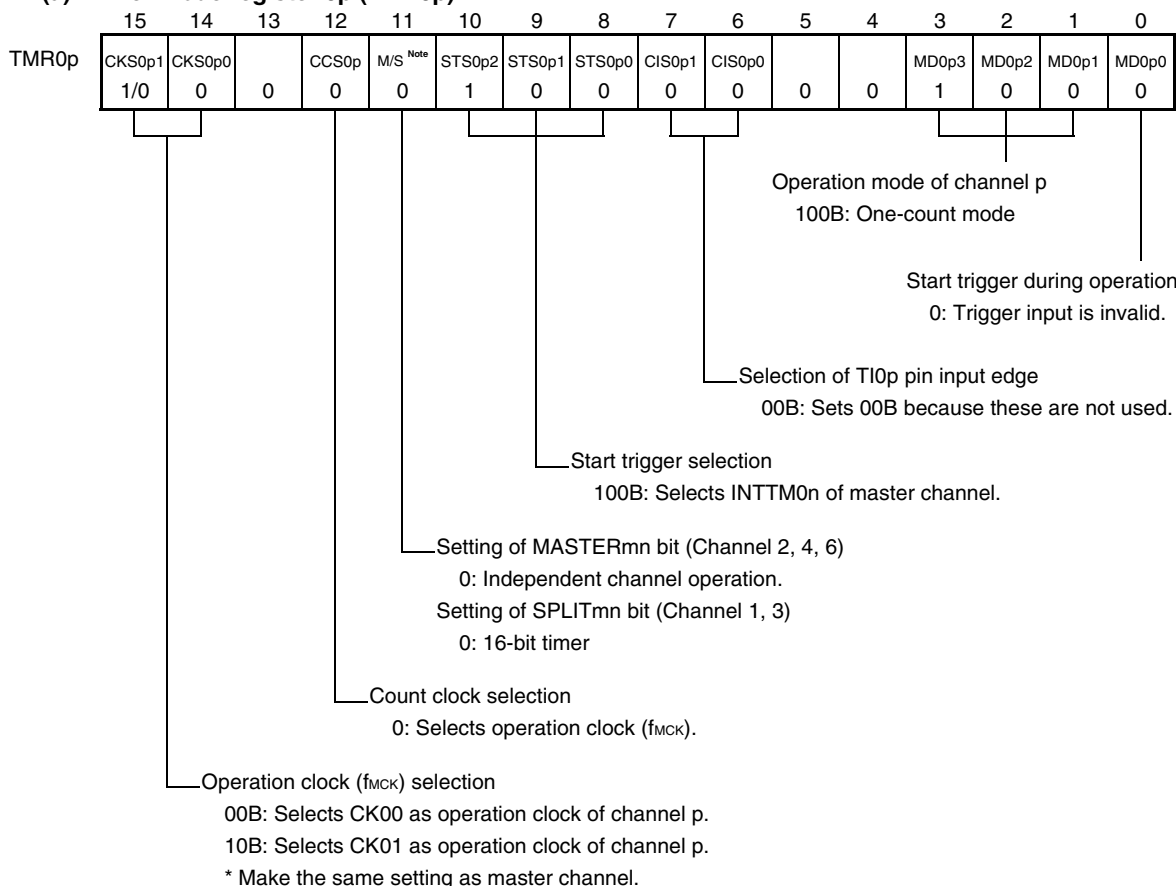 15 14 13 12 11 10 9 8 7 6 5 4 3 2 1 0
TMR0p CKS0p1 CKS0p0 CCS0p M/S Note STS0p2 STS0p1 STS0p0 CIS0p1 CIS0p0 MD0p3 MD0p2 MD0p1 MD0p0
1/0 0 0 0 0 1 0 0 0 0 0 0 1 0 0 0
Operation mode of channel p
100B: One-count mode
Start trigger during operation
0: Trigger input is invalid.
Selection of TI0p pin input edge
00B: Sets 00B because these are not used.
Start trigger selection
100B: Selects INTTM0n of master channel.
Setting of MASTERmn bit (Channel 2, 4, 6)
0: Independent channel operation.
Setting of SPLITmn bit (Channel 1, 3)
0: 16-bit timer
Count clock selection
0: Selects operation clock (fMCK).
Operation clock (fMCK) selection
00B: Selects CK00 as operation clock of channel p.
10B: Selects CK01 as operation clock of channel p.
* Make the same setting as master channel.